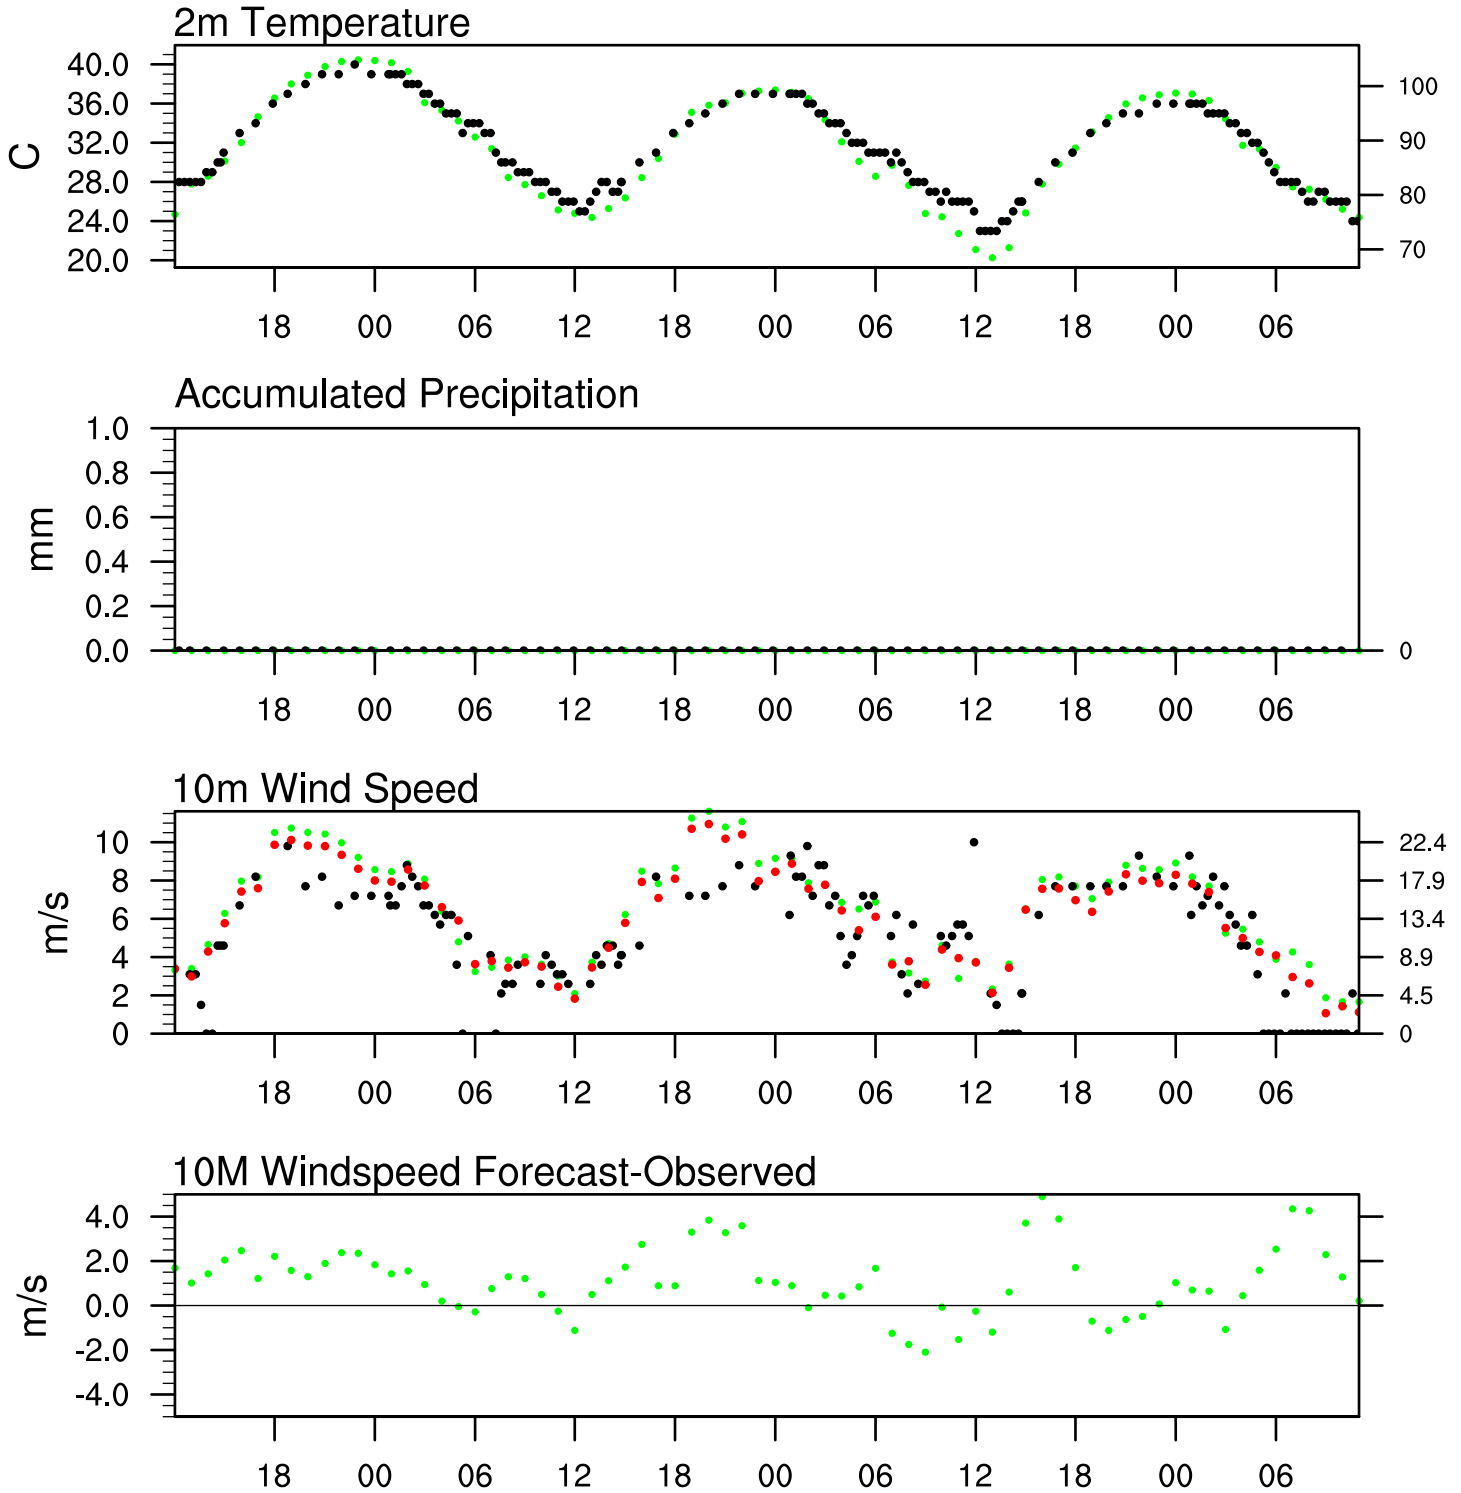 2m Temperature
40.0
36.0
32.0
28.0
24.0
20.0
C
100
90
80
70
18 00 06 12 18 00 06 12 18 00 06
Accumulated Precipitation
1.0
0.8
0.6
0.4
0.2
0.0
mm
0
18 00 06 12 18 00 06 12 18 00 06
10m Wind Speed
10
8
6
4
2
0
m/s
22.4
17.9
13.4
8.9
4.5
0
18 00 06 12 18 00 06 12 18 00 06
10M Windspeed Forecast-Observed
4.0
2.0
0.0
-2.0
-4.0
m/s
18 00 06 12 18 00 06 12 18 00 06